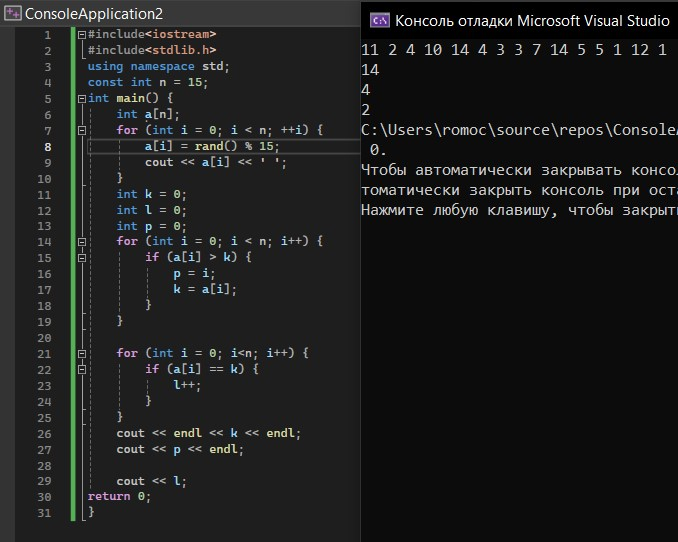 ConsoleApplication2
1 #include<iostream>
2 #include<stdlib.h>
3 using namespace std;
4 const int n = 15;
5 int main() {
6 int a[n];
7 for (int i = 0; i < n; ++i) {
8 a[i] = rand() % 15;
9 cout << a[i] << ' ';
10 }
11 int k = 0;
12 int l = 0;
13 int p = 0;
14 for (int i = 0; i < n; i++) {
15 if (a[i] > k) {
16 p = i;
17 k = a[i];
18 }
19 }
20
21 for (int i = 0; i<n; i++) {
22 if (a[i] == k) {
23 l++;
24 }
25 }
26 cout << endl << k << endl;
27 cout << p << endl;
28
29 cout << l;
30 return 0;
31 }
Консоль отладки Microsoft Visual Studio
11 2 4 10 14 4 3 3 7 14 5 5 1 12 1
14
4
2
C:\Users\romoc\source\repos\Console
0.
Чтобы автоматически закрывать консол
томатически закрыть консоль при оста
Нажмите любую клавишу, чтобы закрыть